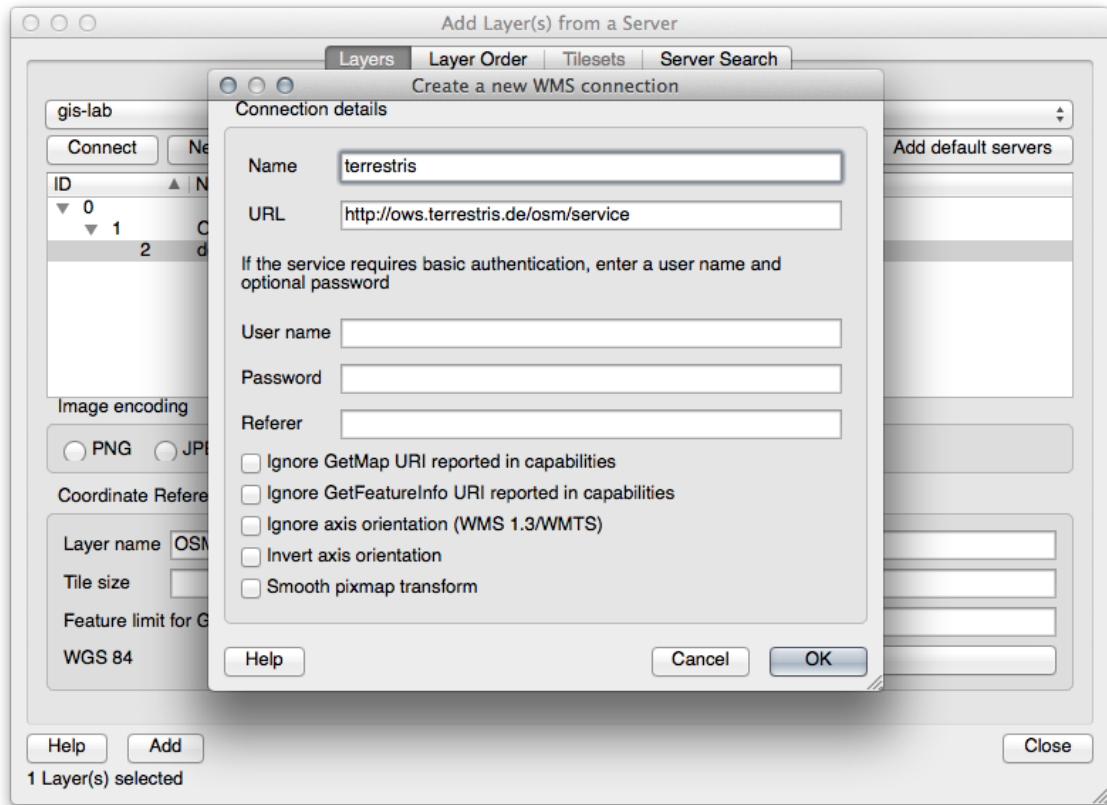 Add Layer(s) from a Server
Layers Layer Order Tilesets Server Search
Create a new WMS connection
gis-lab
Connect Add default servers
ID
0
1
2
Connection details
Name terrestris
URL http://ows.terrestris.de/osm/service
If the service requires basic authentication, enter a user name and
optional password
User name
Password
Referer
Ignore GetMap URI reported in capabilities
Ignore GetFeatureInfo URI reported in capabilities
Ignore axis orientation (WMS 1.3/WMTS)
Invert axis orientation
Smooth pixmap transform
Help Cancel OK
Image encoding
PNG
Layer name OSM
Tile size
Feature limit for
WGS 84
Help Add Close
1 Layer(s) selected